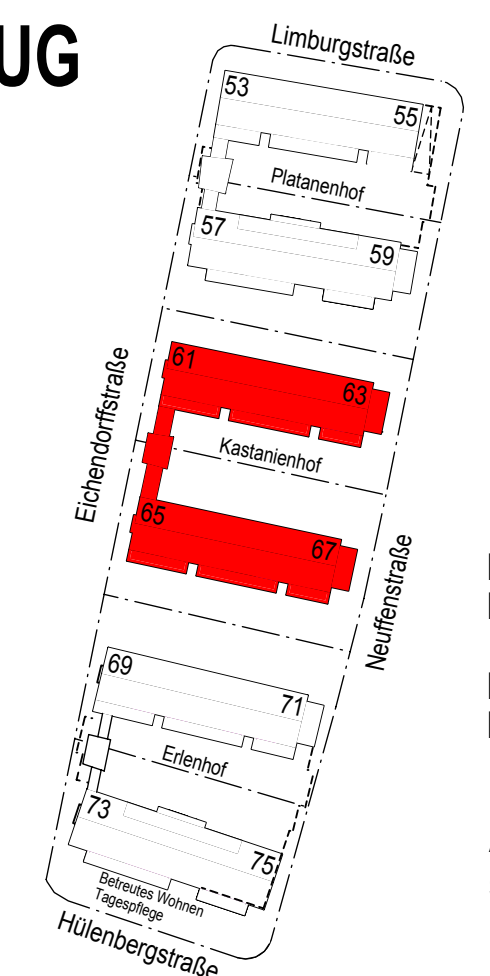 UG
Limburgstraße
53
55
Platanenhof
57
59
61
63
Eichendorffstraße
Kastanienhof
65
67
Neuffenstraße
69
71
Erlenhof
73
75
Betreutes Wohnen
Tagespflege
Hülenbergstraße